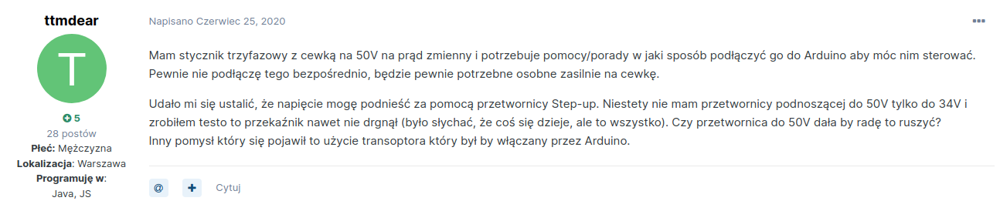 ttmdear
T
5
28 postów
Płeć: Mężczyzna
Lokalizacja: Warszawa
Programuję w:
Java, JS
Napisano Czerwiec 25, 2020
Mam stycznik trzyfazowy z cewką na 50V na prąd zmienny i potrzebuje pomocy/porady w jaki sposób podłączyć go do Arduino aby móc nim sterować.
Pewnie nie podłączę tego bezpośrednio, będzie pewnie potrzebne osobne zasilnie na cewkę.
Udało mi się ustalić, że napięcie mogę podnieść za pomocą przetwornicy Step-up. Niestety nie mam przetwornicy podnoszącej do 50V tylko do 34V i
zrobiłem testo to przekaźnik nawet nie drgnął (było słychać, że coś się dzieje, ale to wszystko). Czy przetwornica do 50V dała by radę to ruszyć?
Inny pomysł który się pojawił to użycie transoptora który był by włączany przez Arduino.
@ + Cytuj